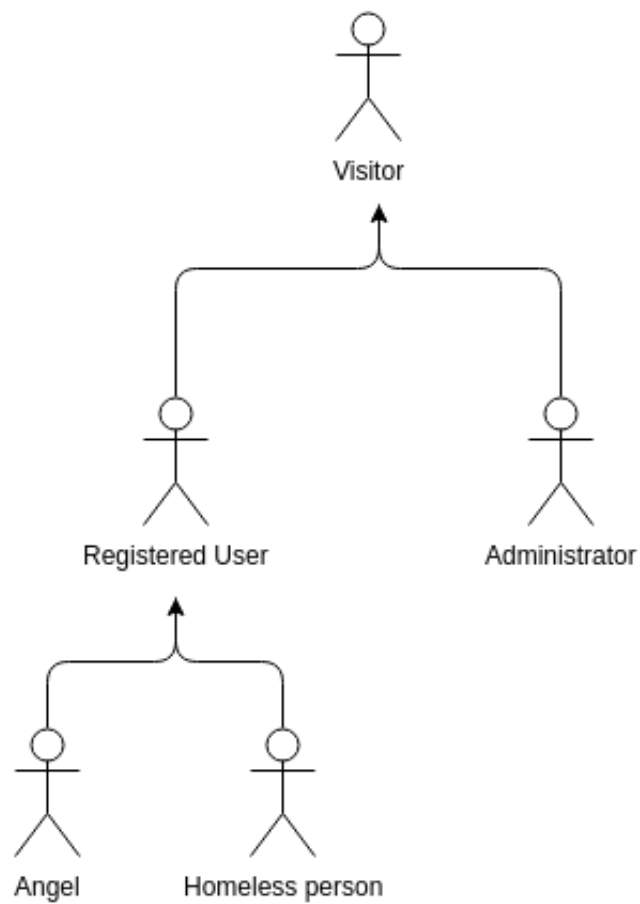 Visitor
Registered User
Administrator
Angel
Homeless person